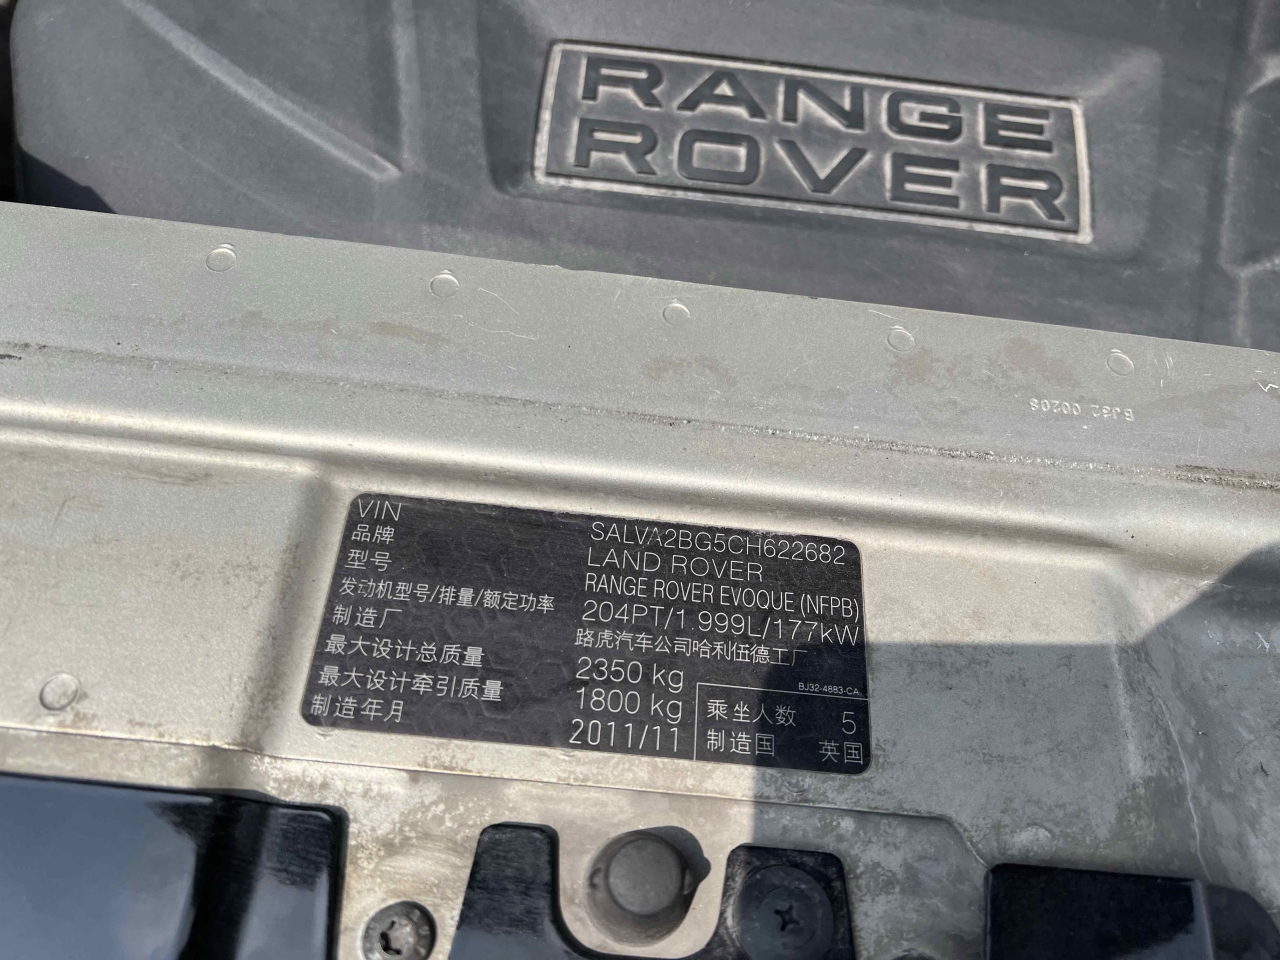 RANGE
ROVER
BJ32 00208
VIN SALVA2BG5CH622682
品牌 LAND ROVER
型号 RANGE ROVER EVOQUE (NFPB)
发动机型号/排量/额定功率 204PT/1.999L/177kW
制造厂 路虎汽车公司哈利伍德工厂
最大设计总质量 2350 kg
最大设计牵引质量 1800 kg
制造年月 2011/11
BJ32-4883-CA
乘坐人数 5
制造国 英国